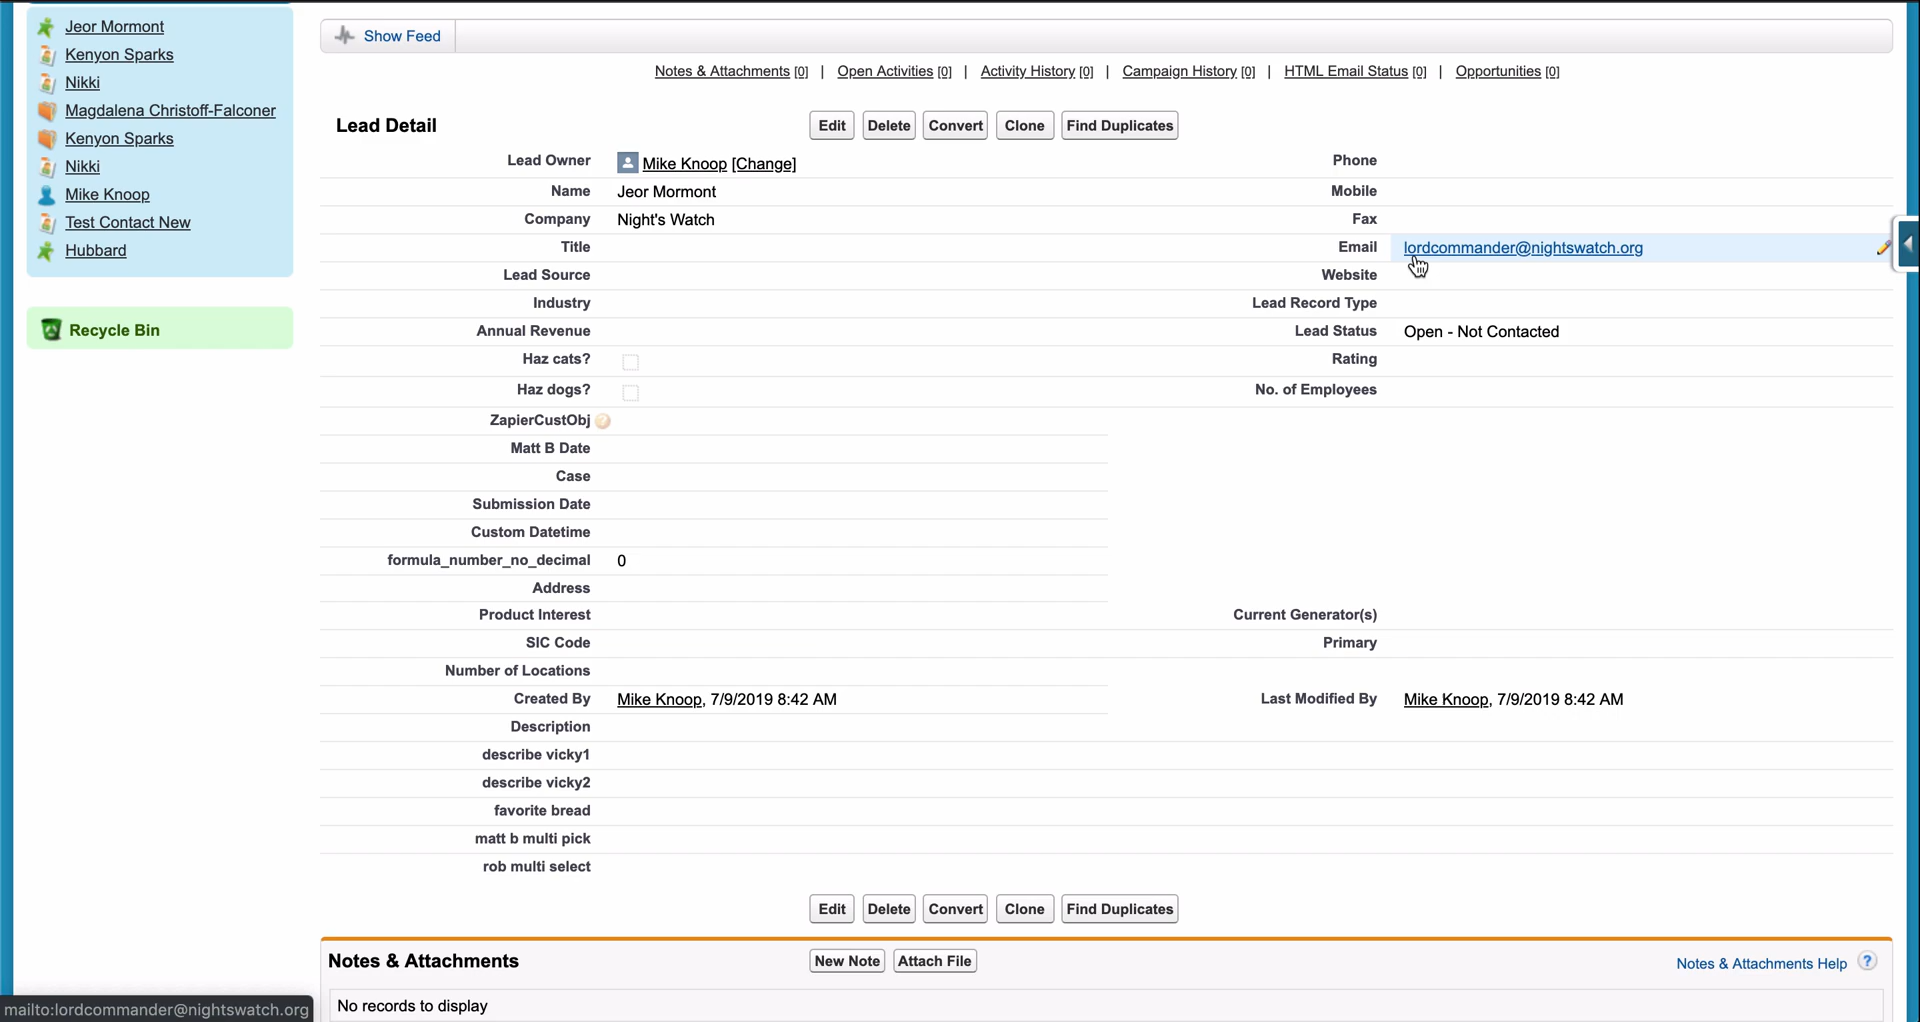 Jeor Mormont
Kenyon Sparks
Nikki
Magdalena Christoff-Falconer
Kenyon Sparks
Nikki
Mike Knoop
Test Contact New
Hubbard
Recycle Bin
Show Feed
Notes & Attachments [0] | Open Activities [0] | Activity History [0] | Campaign History [0] | HTML Email Status [0] | Opportunities [0]
Lead Detail Edit Delete Convert Clone Find Duplicates
Lead Owner Mike Knoop [Change] Phone
Name Jeor Mormont Mobile
Company Night's Watch Fax
Title Email lordcommander@nightswatch.org
Lead Source Website
Industry Lead Record Type
Annual Revenue Lead Status Open - Not Contacted
Haz cats? Rating
Haz dogs? No. of Employees
ZapierCustObj
Matt B Date
Case
Submission Date
Custom Datetime
formula_number_no_decimal 0
Address
Product Interest Current Generator(s)
SIC Code Primary
Number of Locations
Created By Mike Knoop, 7/9/2019 8:42 AM Last Modified By Mike Knoop, 7/9/2019 8:42 AM
Description
describe vicky1
describe vicky2
favorite bread
matt b multi pick
rob multi select
Edit Delete Convert Clone Find Duplicates
Notes & Attachments New Note Attach File Notes & Attachments Help ?
No records to display
mailto:lordcommander@nightswatch.org